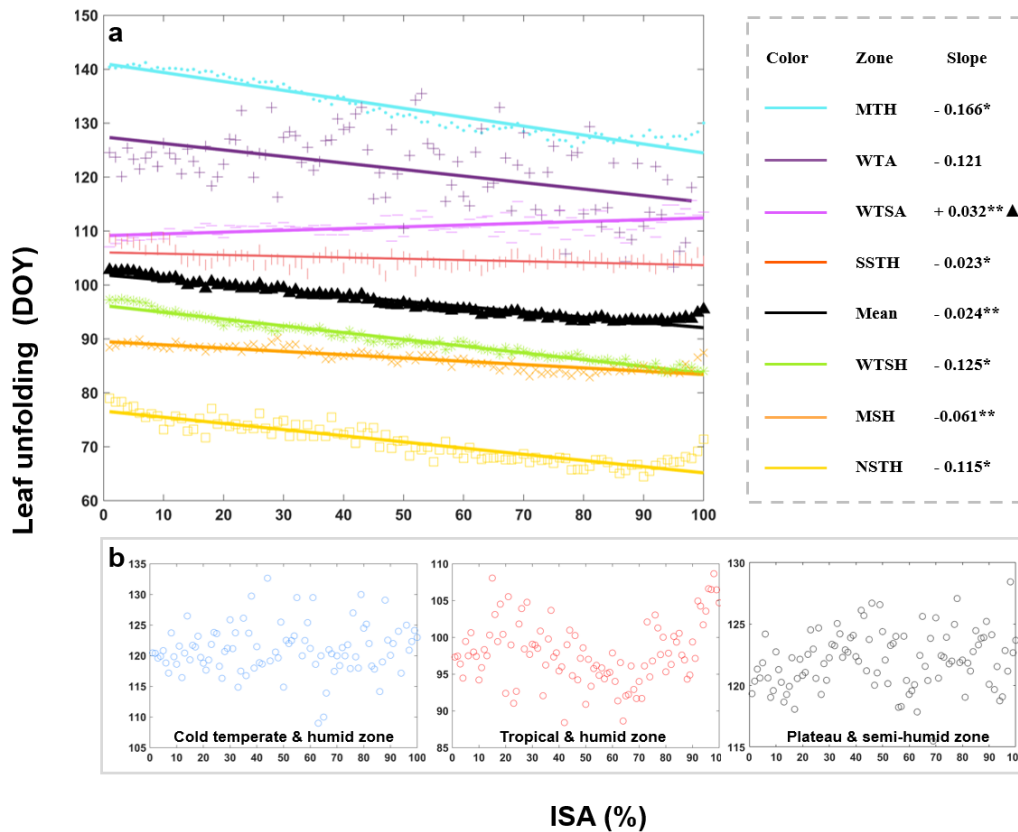 a
Leaf unfolding (DOY)
150
140
130
120
110
100
90
80
70
60
0
10
20
30
40
50
60
70
80
90
100
Color Zone Slope
MTH - 0.166*
WTA - 0.121
WTSA + 0.032**▲
SSTH - 0.023*
Mean - 0.024**
WTSH - 0.125*
MSH -0.061**
NSTH - 0.115*
b
135
130
125
120
115
110
105
Cold temperate & humid zone
0 10 20 30 40 50 60 70 80 90 100
110
105
100
95
90
85
Tropical & humid zone
0 10 20 30 40 50 60 70 80 90 100
130
125
120
115
Plateau & semi-humid zone
0 10 20 30 40 50 60 70 80 90 100
ISA (%)